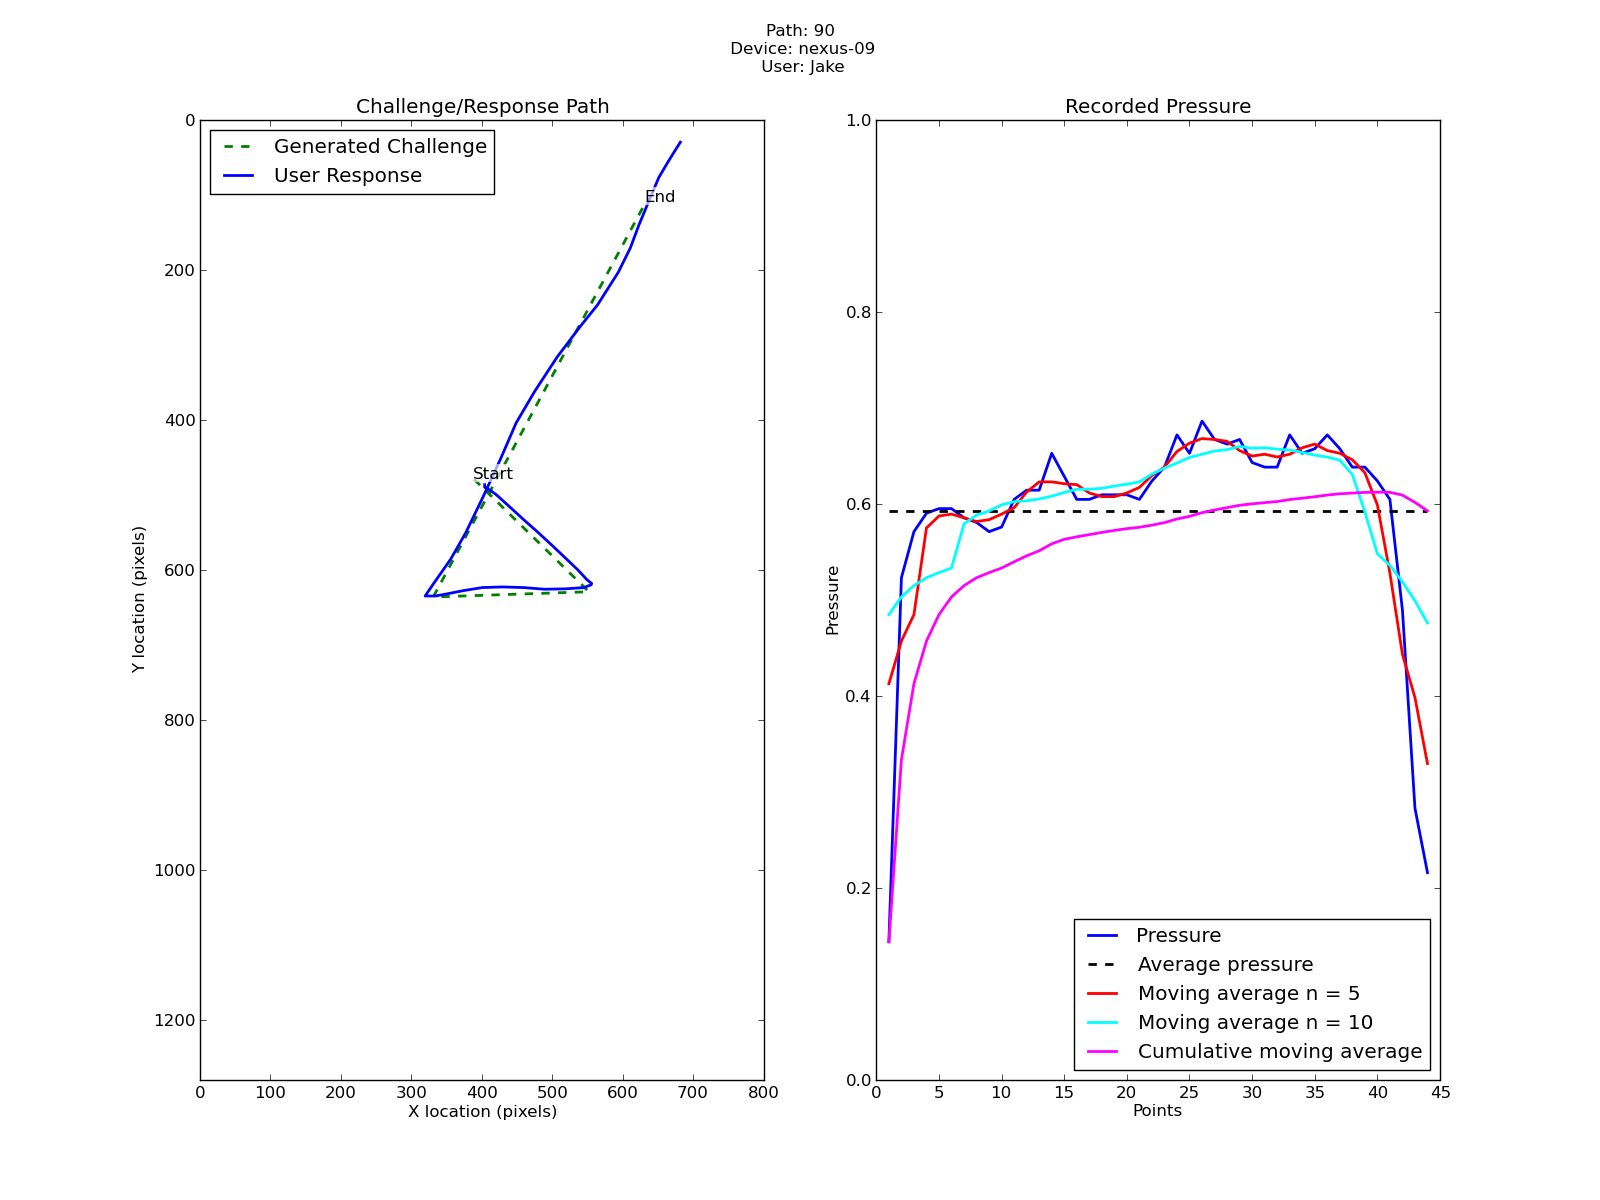 Path: 90
Device: nexus-09
User: Jake
Challenge/Response Path
Generated Challenge
User Response
End
Start
0
200
400
600
800
1000
1200
Y location (pixels)
0 100 200 300 400 500 600 700 800
X location (pixels)
Recorded Pressure
1.0
0.8
0.6
0.4
0.2
0.0
Pressure
Pressure
Average pressure
Moving average n = 5
Moving average n = 10
Cumulative moving average
0 5 10 15 20 25 30 35 40 45
Points